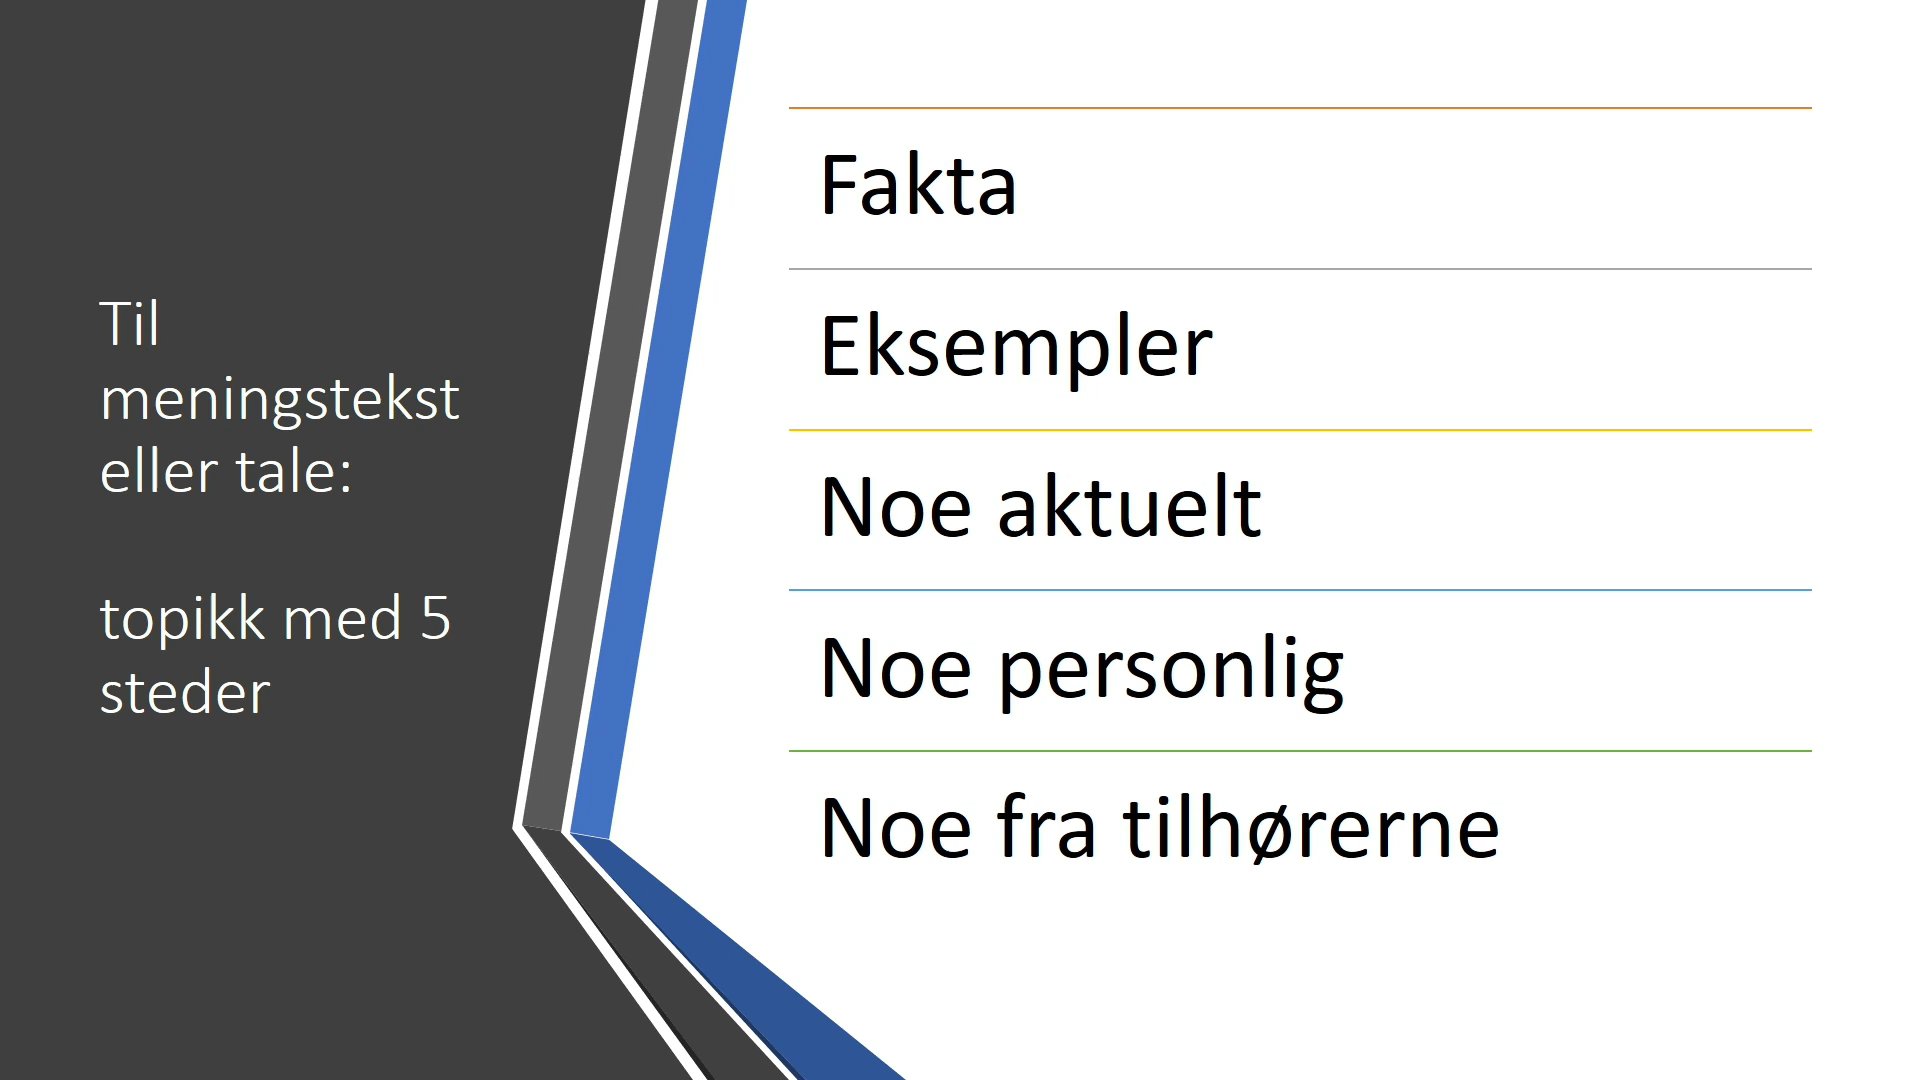 Til
meningstekst
eller tale:
topikk med 5
steder
Fakta
Eksempler
Noe aktuelt
Noe personlig
Noe fra tilhørerne